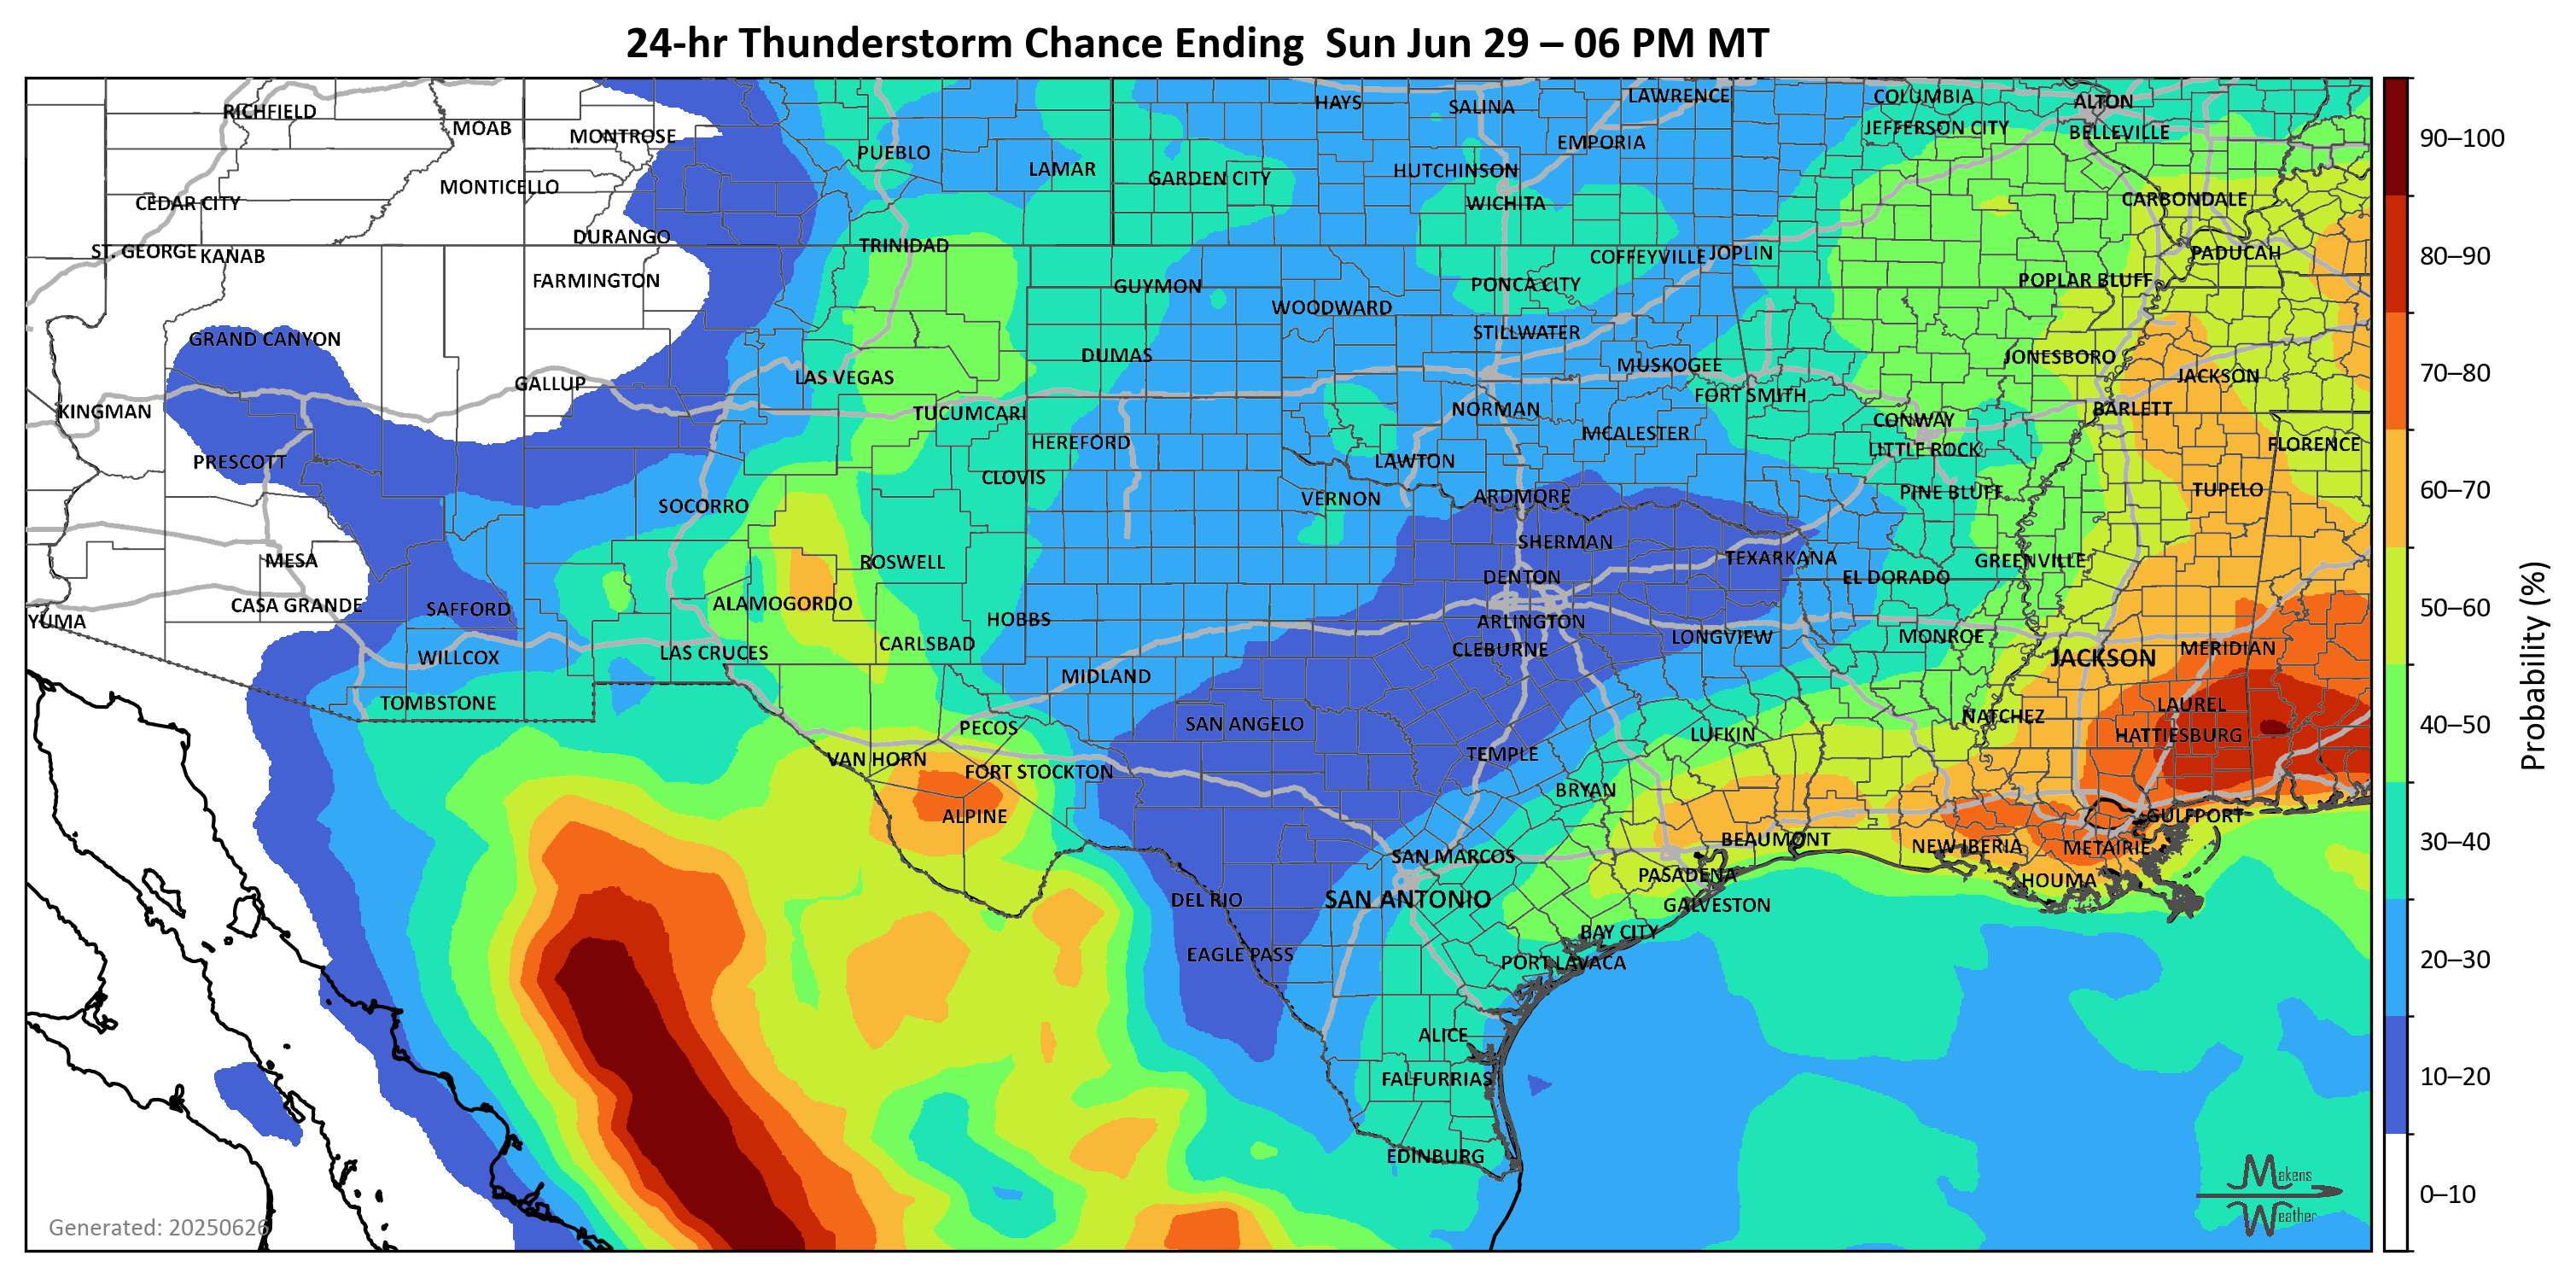 24-hr Thunderstorm Chance Ending  Sun Jun 29 – 06 PM MT
RICHFIELD
MOAB
MONTROSE
PUEBLO
LAMAR
HAYS
SALINA
LAWRENCE
COLUMBIA
ALTON
JEFFERSON CITY
BELLEVILLE
EMPORIA
HUTCHINSON
GARDEN CITY
MONTICELLO
CEDAR CITY
WICHITA
CARBONDALE
DURANGO
TRINIDAD
ST. GEORGE
KANAB
COFFEYVILLE
JOPLIN
PADUCAH
FARMINGTON
GUYMON
PONCA CITY
POPLAR BLUFF
WOODWARD
GRAND CANYON
STILLWATER
DUMAS
JONESBORO
MUSKOGEE
LAS VEGAS
GALLUP
JACKSON
FORT SMITH
KINGMAN
TUCUMCARI
NORMAN
BARLETT
CONWAY
HEREFORD
MCALESTER
FLORENCE
LITTLE ROCK
PRESCOTT
LAWTON
CLOVIS
SOCORRO
VERNON
ARDMORE
PINE BLUFF
TUPELO
SHERMAN
MESA
ROSWELL
TEXARKANA
GREENVILLE
DENTON
EL DORADO
CASA GRANDE
SAFFORD
ALAMOGORDO
YUMA
HOBBS
ARLINGTON
CARLSBAD
LONGVIEW
MONROE
WILLCOX
LAS CRUCES
CLEBURNE
JACKSON
MERIDIAN
MIDLAND
TOMBSTONE
LAUREL
NATCHEZ
SAN ANGELO
PECOS
LUFKIN
HATTIESBURG
VAN HORN
TEMPLE
FORT STOCKTON
BRYAN
ALPINE
GULFPORT
BEAUMONT
NEW IBERIA
METAIRIE
SAN MARCOS
PASADENA
HOUMA
DEL RIO
SAN ANTONIO
GALVESTON
BAY CITY
EAGLE PASS
PORT LAVACA
ALICE
FALFURRIAS
EDINBURG
Makens
Weather
Generated: 20250626
90–100
80–90
70–80
60–70
50–60
40–50
30–40
20–30
10–20
0–10
Probability (%)